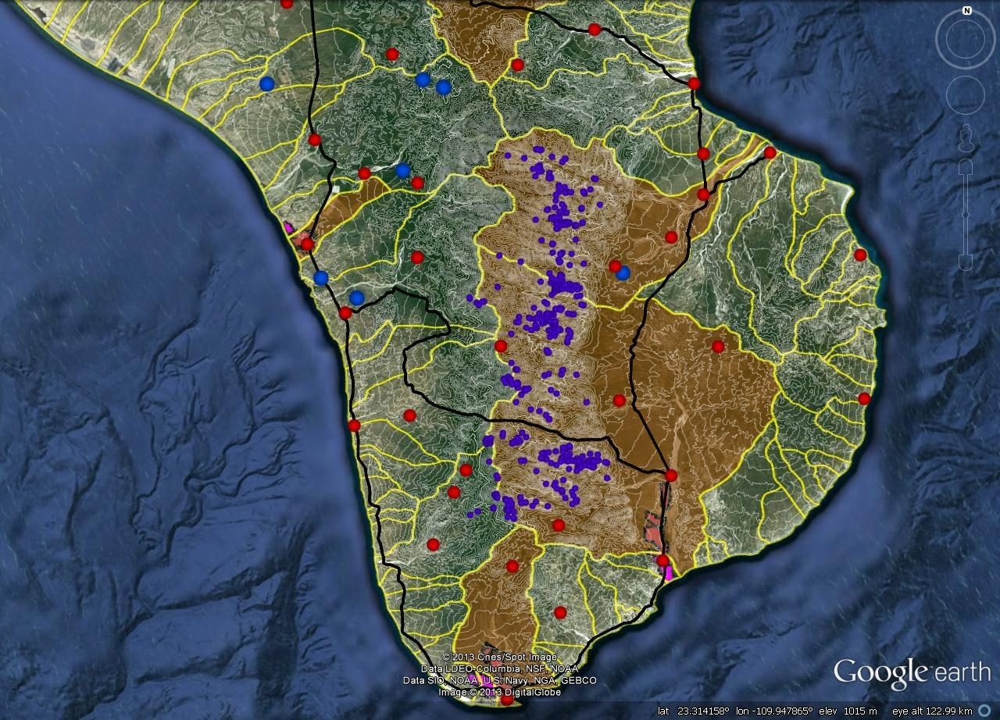 N
© 2013 Cnes/Spot Image
Data LDEO-Columbia, NSF, NOAA
Data SIO, NOAA, U.S. Navy, NGA, GEBCO
Image © 2013 DigitalGlobe
Google earth
lat 23.314158° lon -109.947865° elev 1015 m eye alt 122.99 km